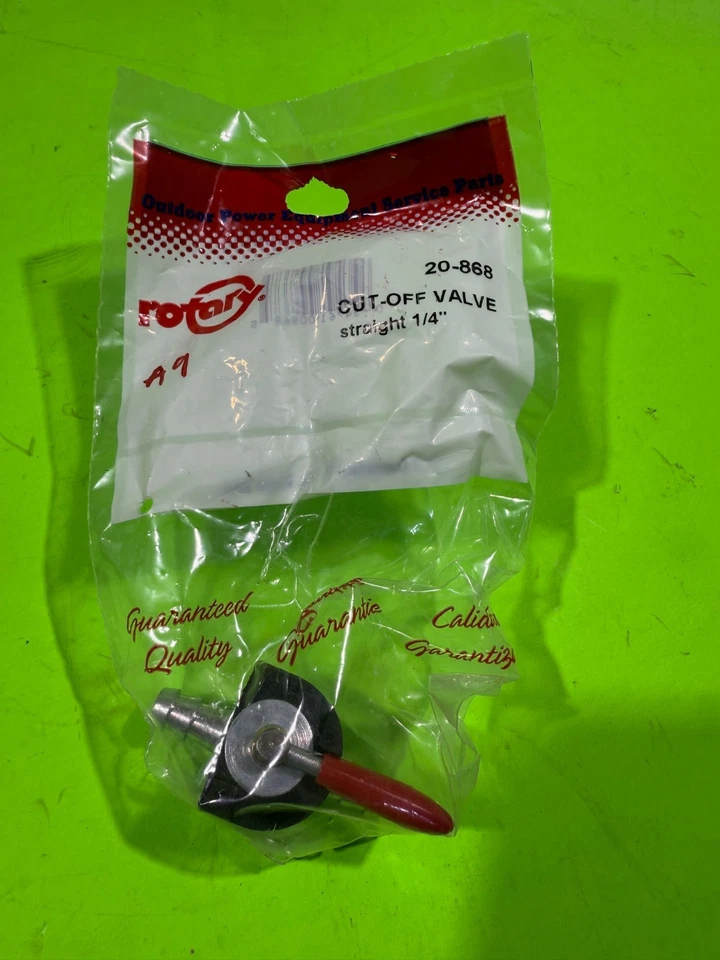 Outdoor Power Equipment Service Parts
20-868
rotary®
CUT-OFF VALVE
straight 1/4"
A9
Guaranteed
Quality
Guarantie
Garantiz